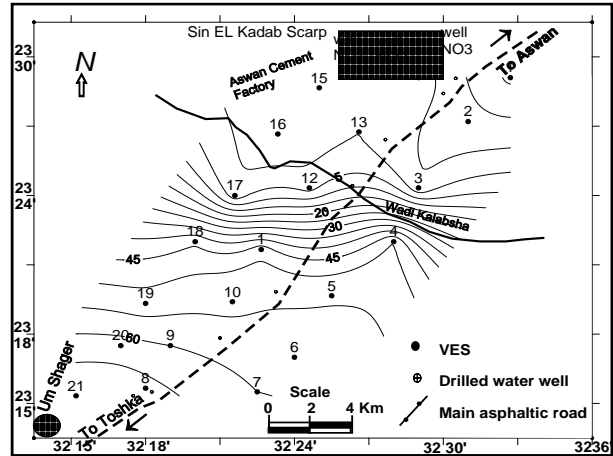 Sin EL Kadab Scarp
well
NO3
To Aswan
23
30
N
Aswan Cement
Factory
15
2
16
13
17
12
5
3
23
24
20
Wadi Kalabsha
30
18
1
4
45
45
19
10
5
23
18
20
9
60
6
VES
Um Shager
Drilled water well
21
8
7
Scale
23
15
To Toshka
0 2 4 Km
Main asphaltic road
32 15'
32 18'
32 24'
32 30'
32 36'